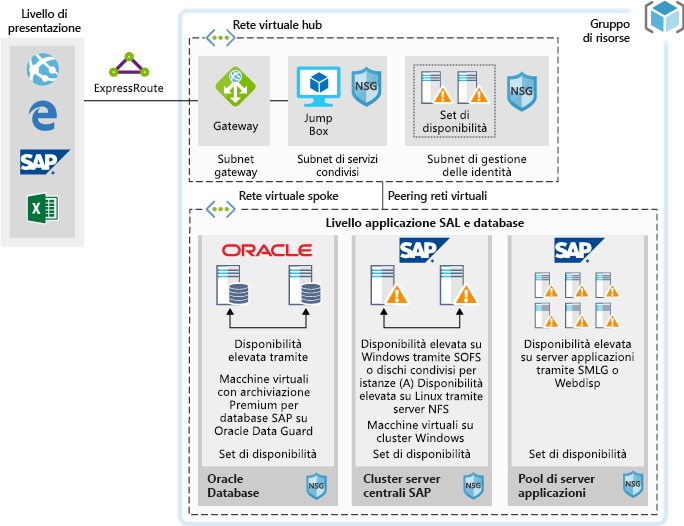 Livello di
presentazione
SAP
ExpressRoute
Rete virtuale hub
Gruppo
di risorse
Gateway
Jump
Box
NSG
Set di
disponibilità
NSG
Subnet
gateway
Subnet di servizi
condivisi
Subnet di gestione
delle identità
Rete virtuale spoke
Peering reti virtuali
Livello applicazione SAL e database
ORACLE
Disponibilità
elevata tramite
Macchine virtuali
con archiviazione
Premium per
database SAP su
Oracle Data Guard
Set di disponibilità
Oracle
Database
NSG
SAP
Disponibilità elevata su
Windows tramite SOFS
o dischi condivisi per
istanze (A) Disponibilità
elevata su Linux tramite
server NFS
Macchine virtuali su
cluster Windows
Set di disponibilità
Cluster server
centrali SAP
NSG
SAP
Disponibilità elevata
su server applicazioni
tramite SMLG o
Webdisp
Set di disponibilità
Pool di server
applicazioni
NSG